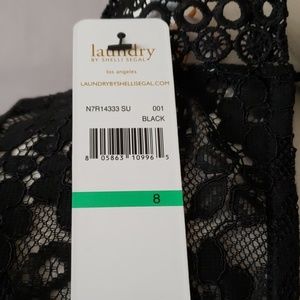 laundry
BY SHELLI SEGAL
los angeles
LAUNDRYBYSHELLISEGAL.COM
N7R14333 SU 001
BLACK
8 05863 10996 5
8